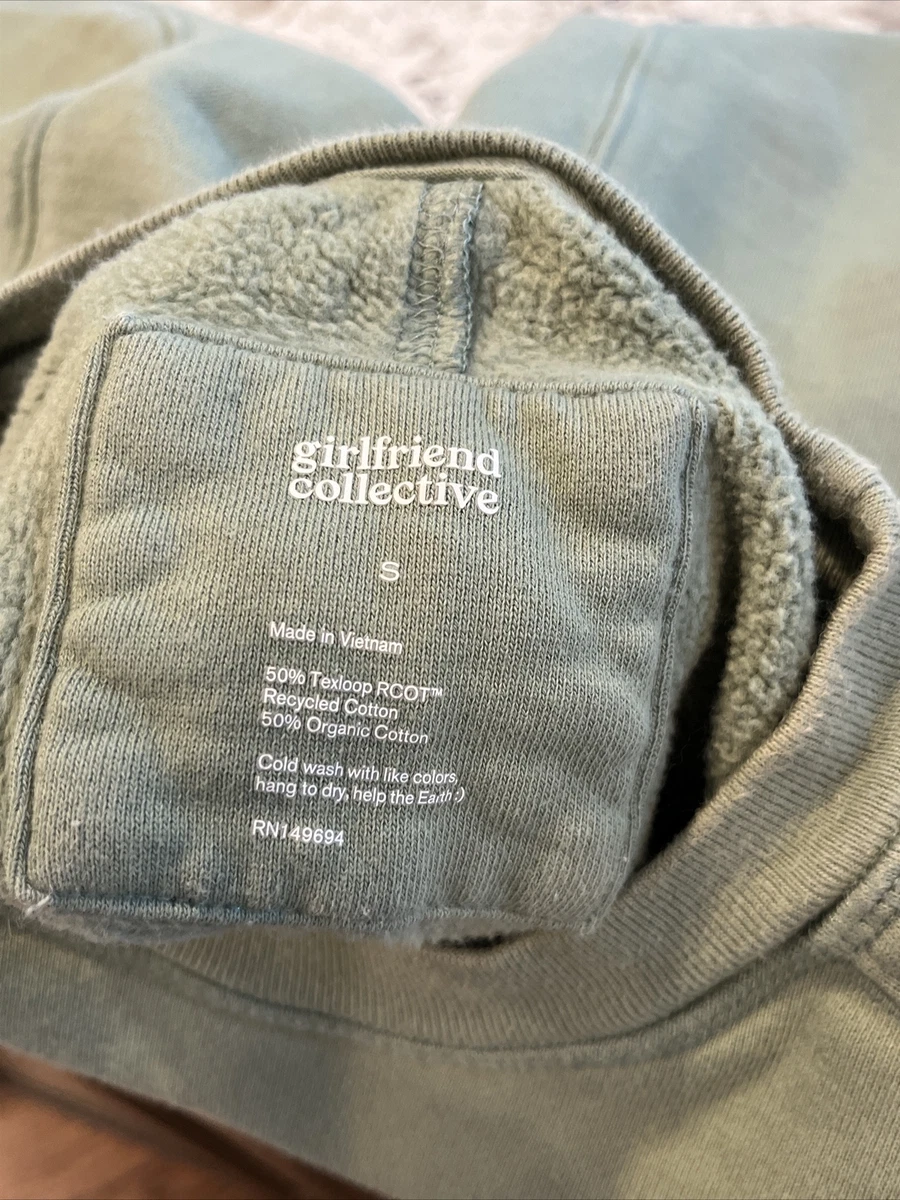 girlfriend
collective
S
Made in Vietnam
50% Texloop RCOT™
Recycled Cotton
50% Organic Cotton
Cold wash with like colors,
hang to dry, help the Earth :)
RN149694